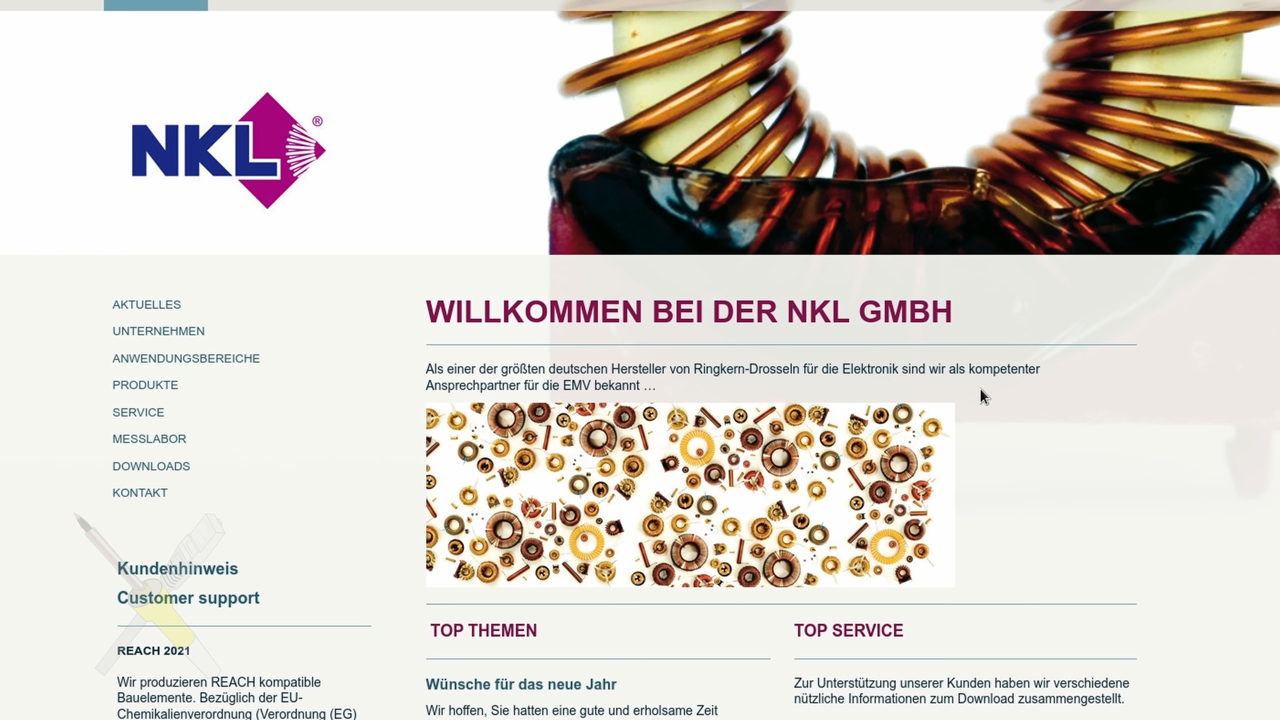 NKL®
AKTUELLES
UNTERNEHMEN
ANWENDUNGSBEREICHE
PRODUKTE
SERVICE
MESSLABOR
DOWNLOADS
KONTAKT
Kundenhinweis
Customer support
REACH 2021
Wir produzieren REACH kompatible
Bauelemente. Bezüglich der EU-
Chemikalienverordnung (Verordnung (EG)
WILLKOMMEN BEI DER NKL GMBH
Als einer der größten deutschen Hersteller von Ringkern-Drosseln für die Elektronik sind wir als kompetenter
Ansprechpartner für die EMV bekannt …
TOP THEMEN
Wünsche für das neue Jahr
Wir hoffen, Sie hatten eine gute und erholsame Zeit
TOP SERVICE
Zur Unterstützung unserer Kunden haben wir verschiedene
nützliche Informationen zum Download zusammengestellt.